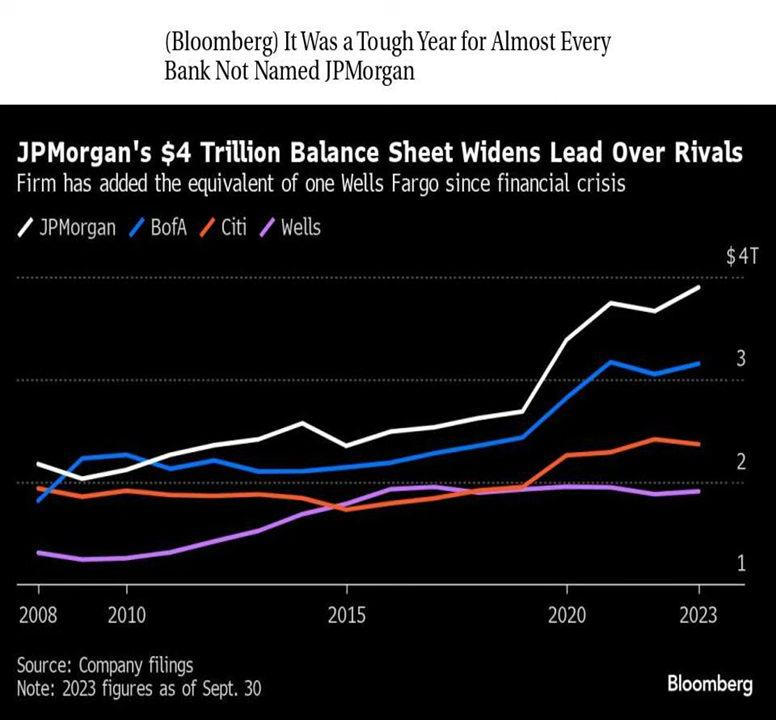 (Bloomberg) It Was a Tough Year for Almost Every
Bank Not Named JPMorgan
JPMorgan's $4 Trillion Balance Sheet Widens Lead Over Rivals
Firm has added the equivalent of one Wells Fargo since financial crisis
JPMorgan BofA Citi Wells
$4T
3
2
1
2008 2010 2015 2020 2023
Source: Company filings
Note: 2023 figures as of Sept. 30
Bloomberg